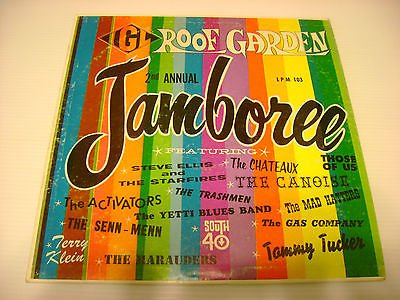 IGL ROOF GARDEN
2nd ANNUAL
LPM 103
Jamboree
FEATURING
STEVE ELLIS
and
THE STARFIRES
The CHATEAUX
THOSE
OF US
THE TRASHMEN
THE CANOISE
The ACTIVATORS
The YETTI BLUES BAND
The MAD HATTERS
THE SENN-MENN
SOUTH
40
The GAS COMPANY
Terry
Klein
THE MARAUDERS
Tammy Tucker